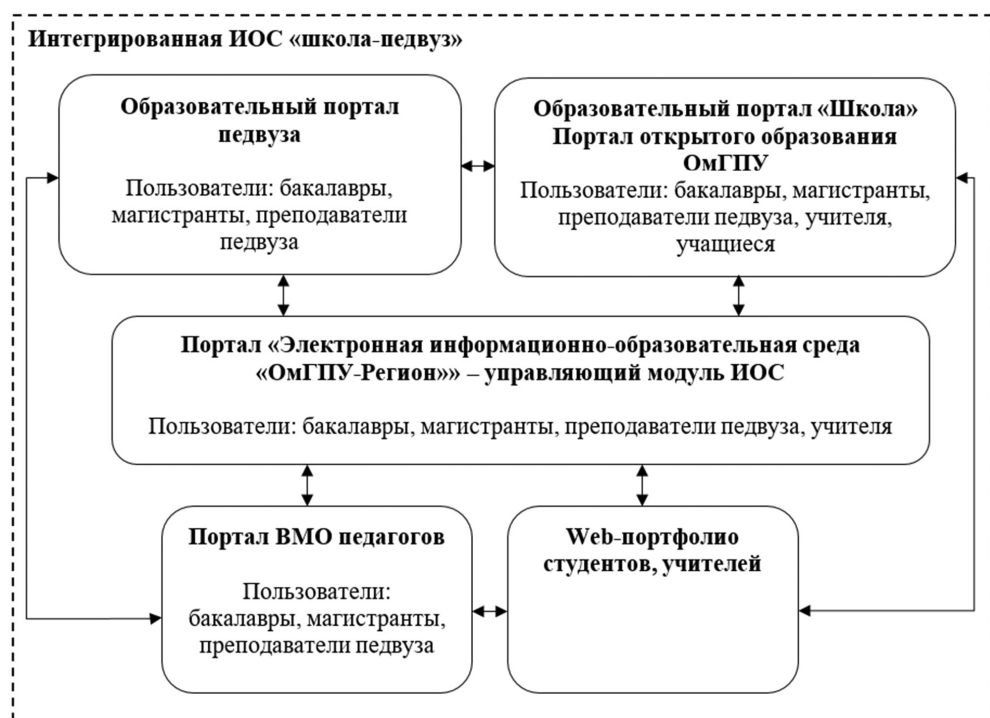 Интегрированная ИОС «школа-педвуз»
Образовательный портал
педвуза
Пользователи: бакалавры,
магистранты, преподаватели
педвуза
Образовательный портал «Школа»
Портал открытого образования
ОмГПУ
Пользователи: бакалавры, магистранты,
преподаватели педвуза, учителя,
учащиеся
Портал «Электронная информационно-образовательная среда
«ОмГПУ-Регион»» – управляющий модуль ИОС
Пользователи: бакалавры, магистранты, преподаватели педвуза, учителя
Портал ВМО педагогов
Пользователи:
бакалавры, магистранты,
преподаватели педвуза
Web-портфолио
студентов, учителей